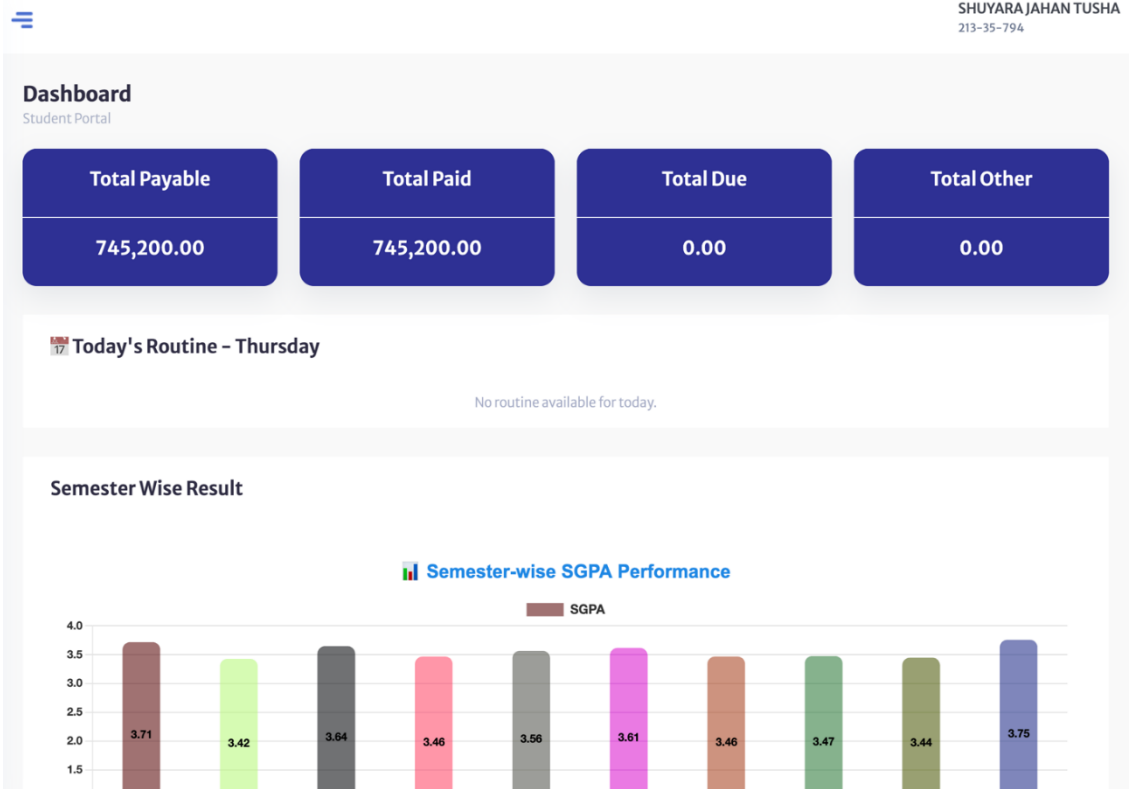 SHUYARA JAHAN TUSHA
213-35-794
Dashboard
Student Portal
Total Payable
745,200.00
Total Paid
745,200.00
Total Due
0.00
Total Other
0.00
17 Today's Routine - Thursday
No routine available for today.
Semester Wise Result
Semester-wise SGPA Performance
SGPA
4.0
3.5
3.0
2.5
2.0
1.5
3.71
3.42
3.64
3.46
3.56
3.61
3.46
3.47
3.44
3.75